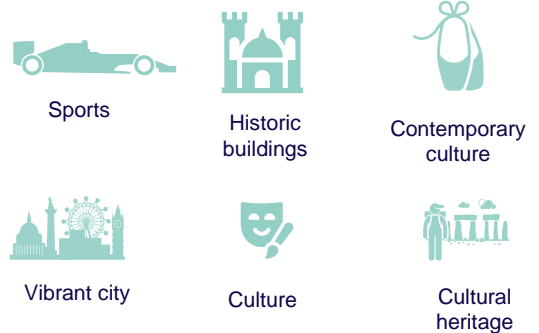 Sports
Historic
buildings
Contemporary
culture
Vibrant city
Culture
Cultural
heritage